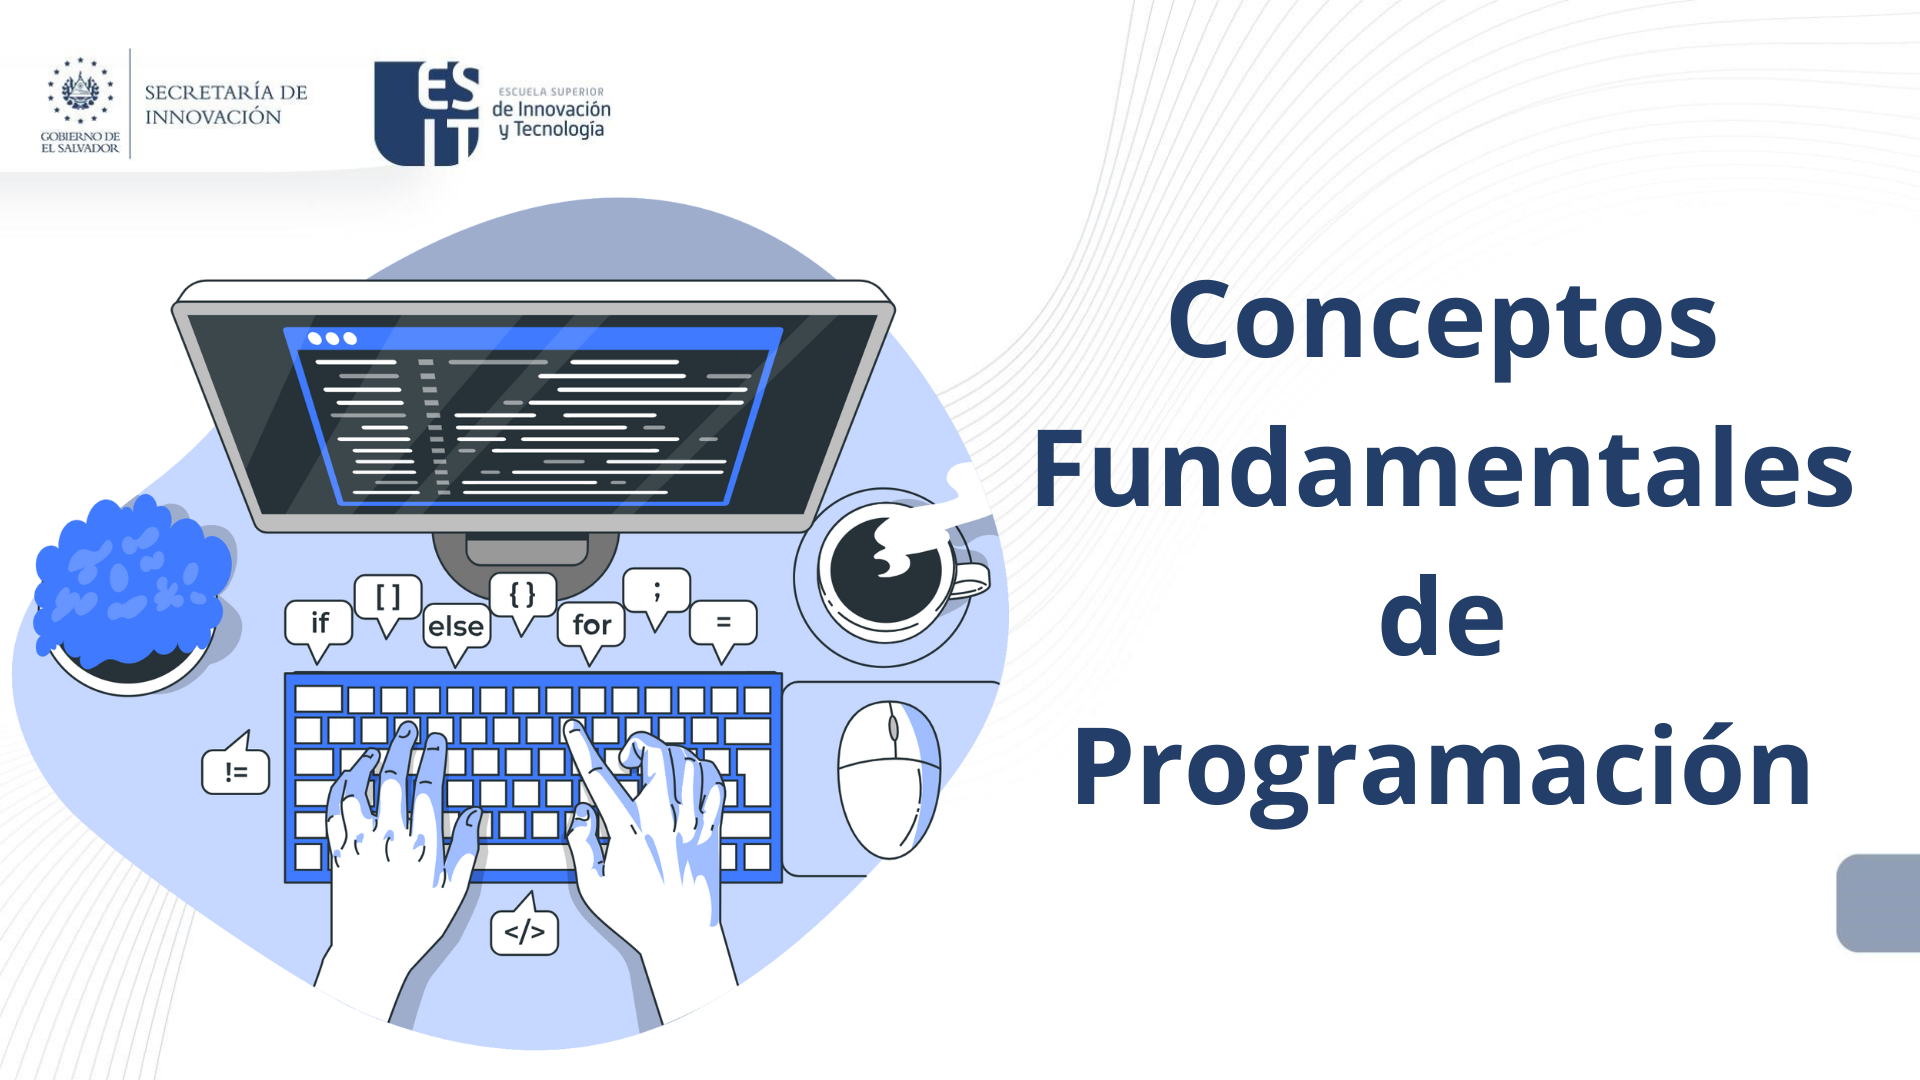 GOBIERNO DE
EL SALVADOR
SECRETARÍA DE
INNOVACIÓN
ES
IT
ESCUELA SUPERIOR
de Innovación
y Tecnología
Conceptos
Fundamentales
de
Programación
if
[ ]
else
{ }
for
;
=
!=
</>